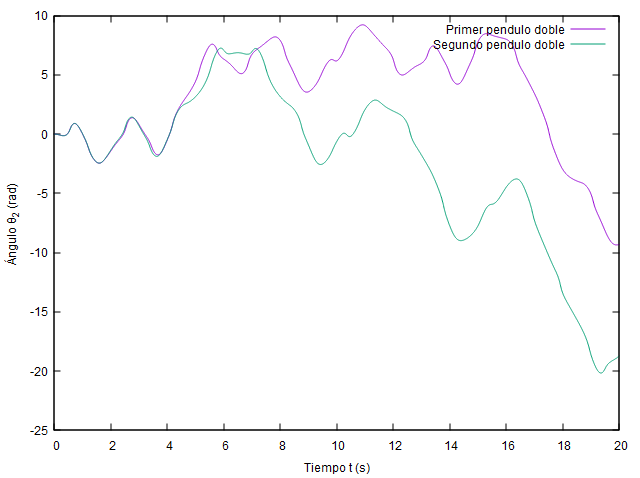 10
5
0
-5
-10
-15
-20
-25
Ángulo θ2 (rad)
Primer pendulo doble
Segundo pendulo doble
0 2 4 6 8 10 12 14 16 18 20
Tiempo t (s)